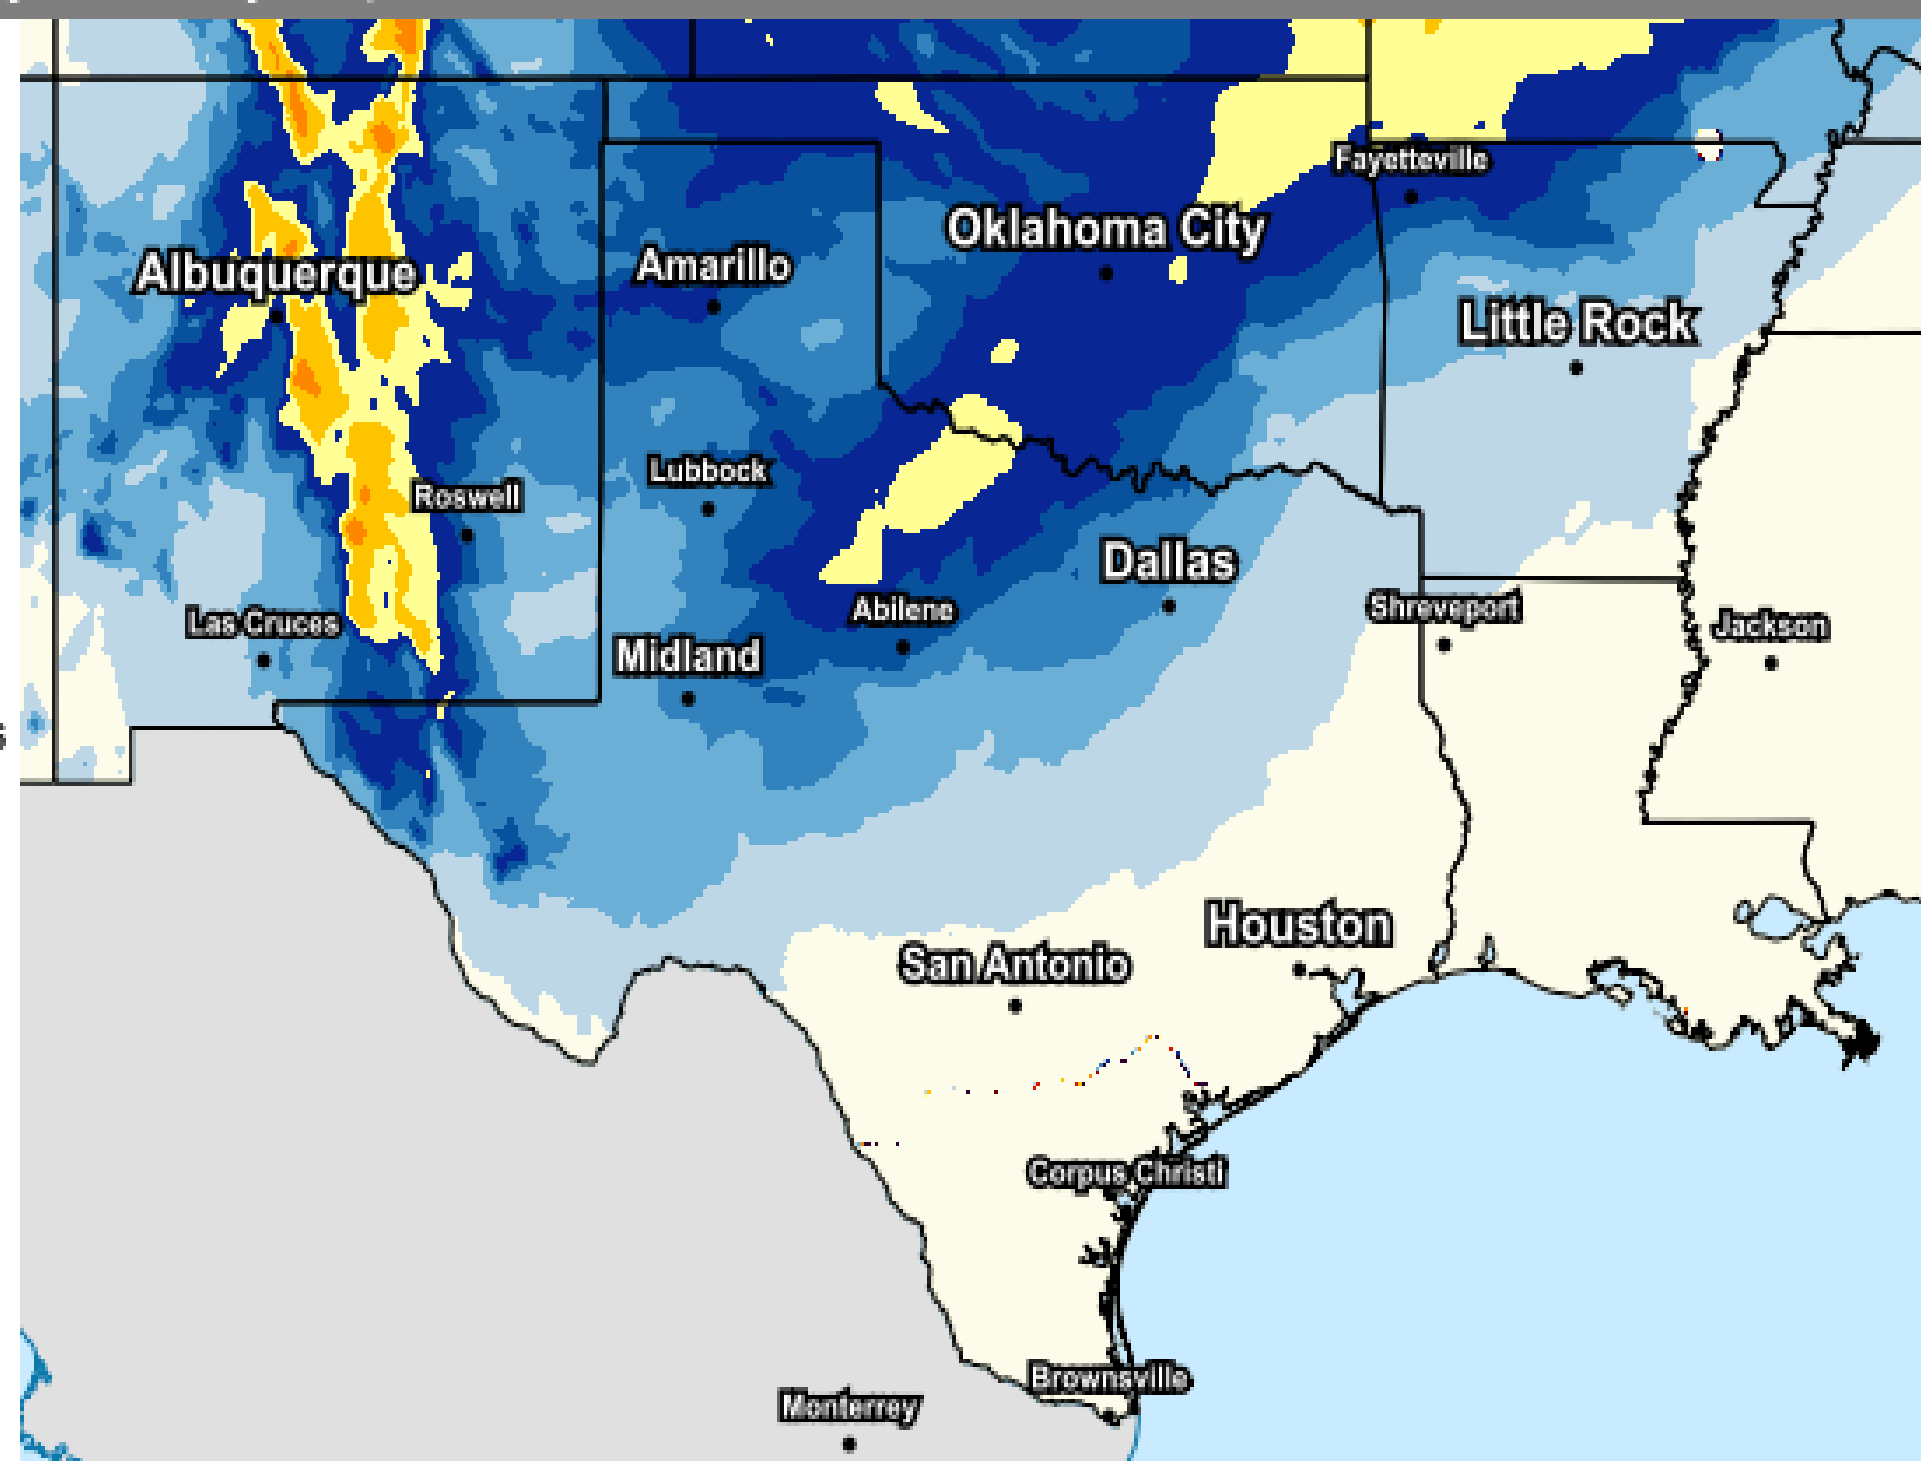 Fayetteville
Oklahoma City
Albuquerque
Amarillo
Little Rock
Lubbock
Roswell
Dallas
Abilene
Shreveport
Las Cruces
Jackson
Midland
Houston
San Antonio
Corpus Christi
Brownsville
Monterrey